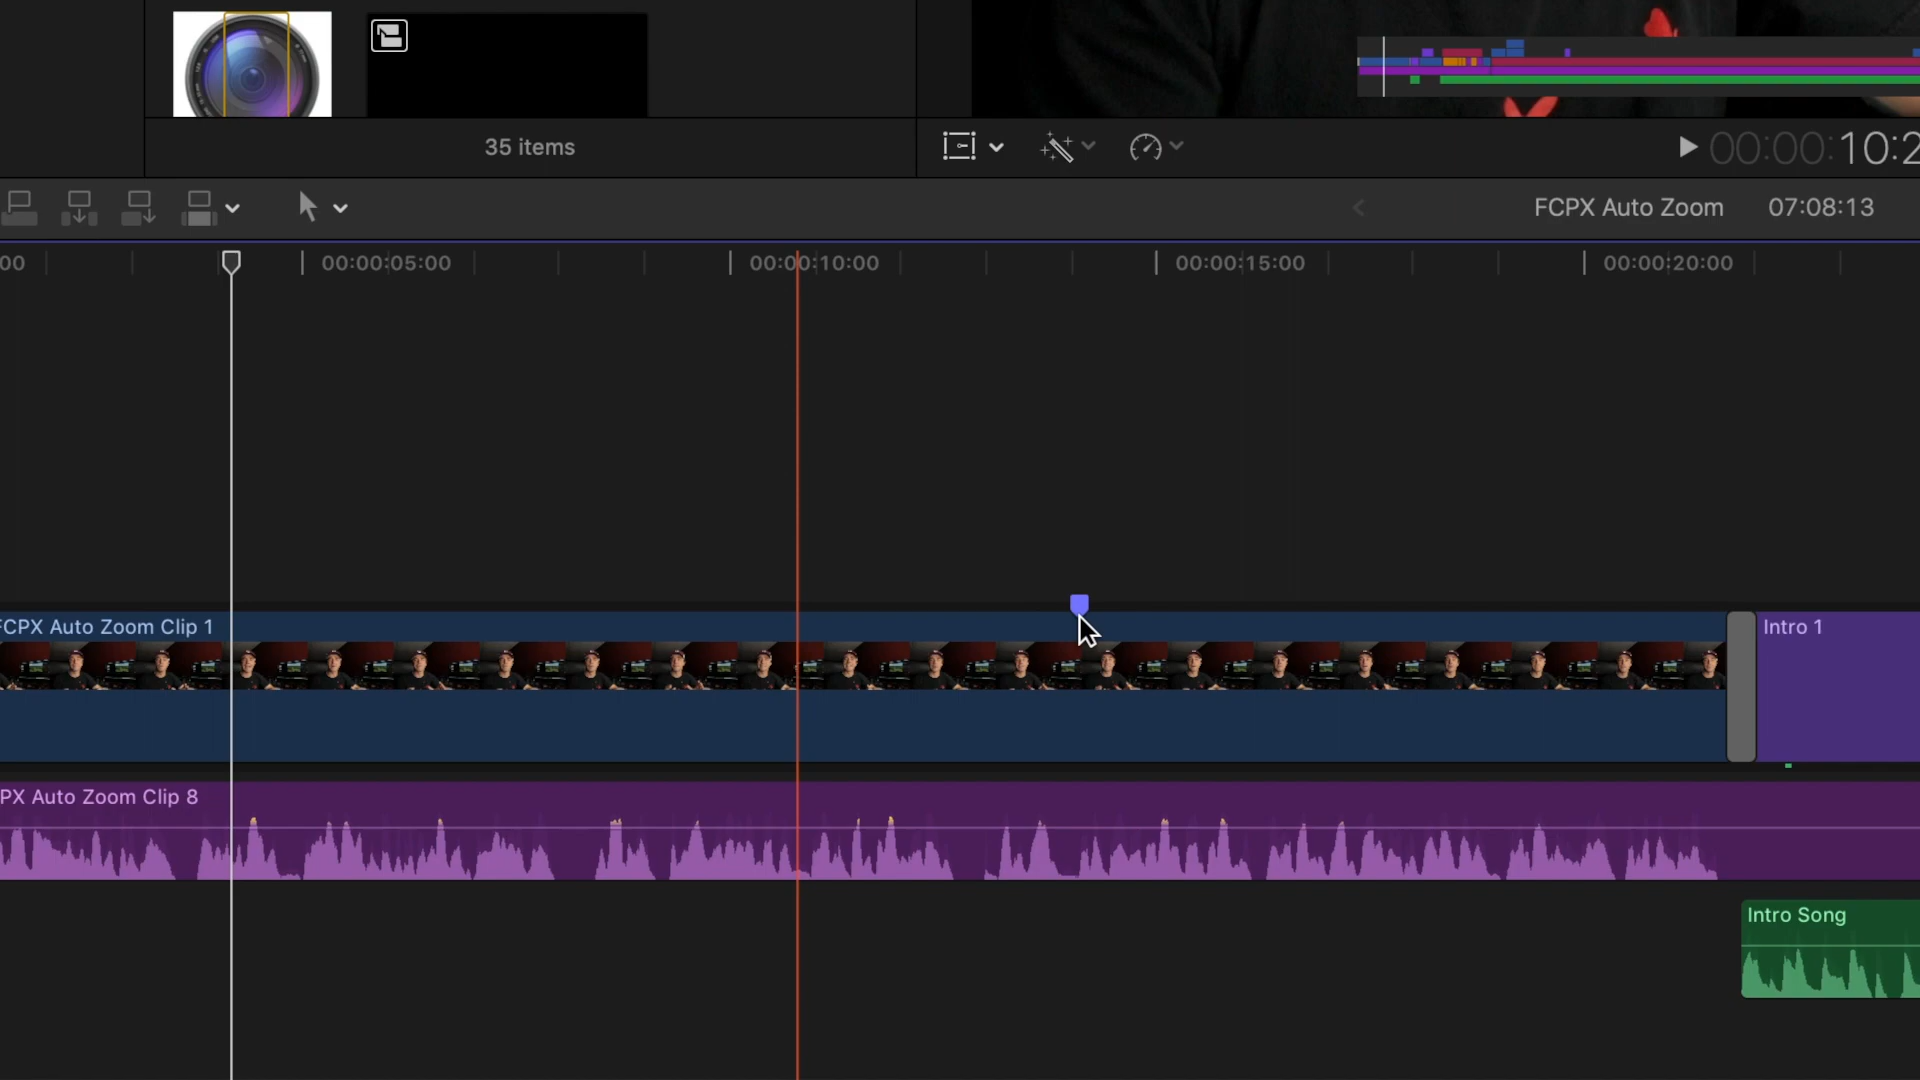 35 items
00:00:10:2
FCPX Auto Zoom 07:08:13
00 00:00:05:00 00:00:10:00 00:00:15:00 00:00:20:00
FCPX Auto Zoom Clip 1
Intro 1
PX Auto Zoom Clip 8
Intro Song